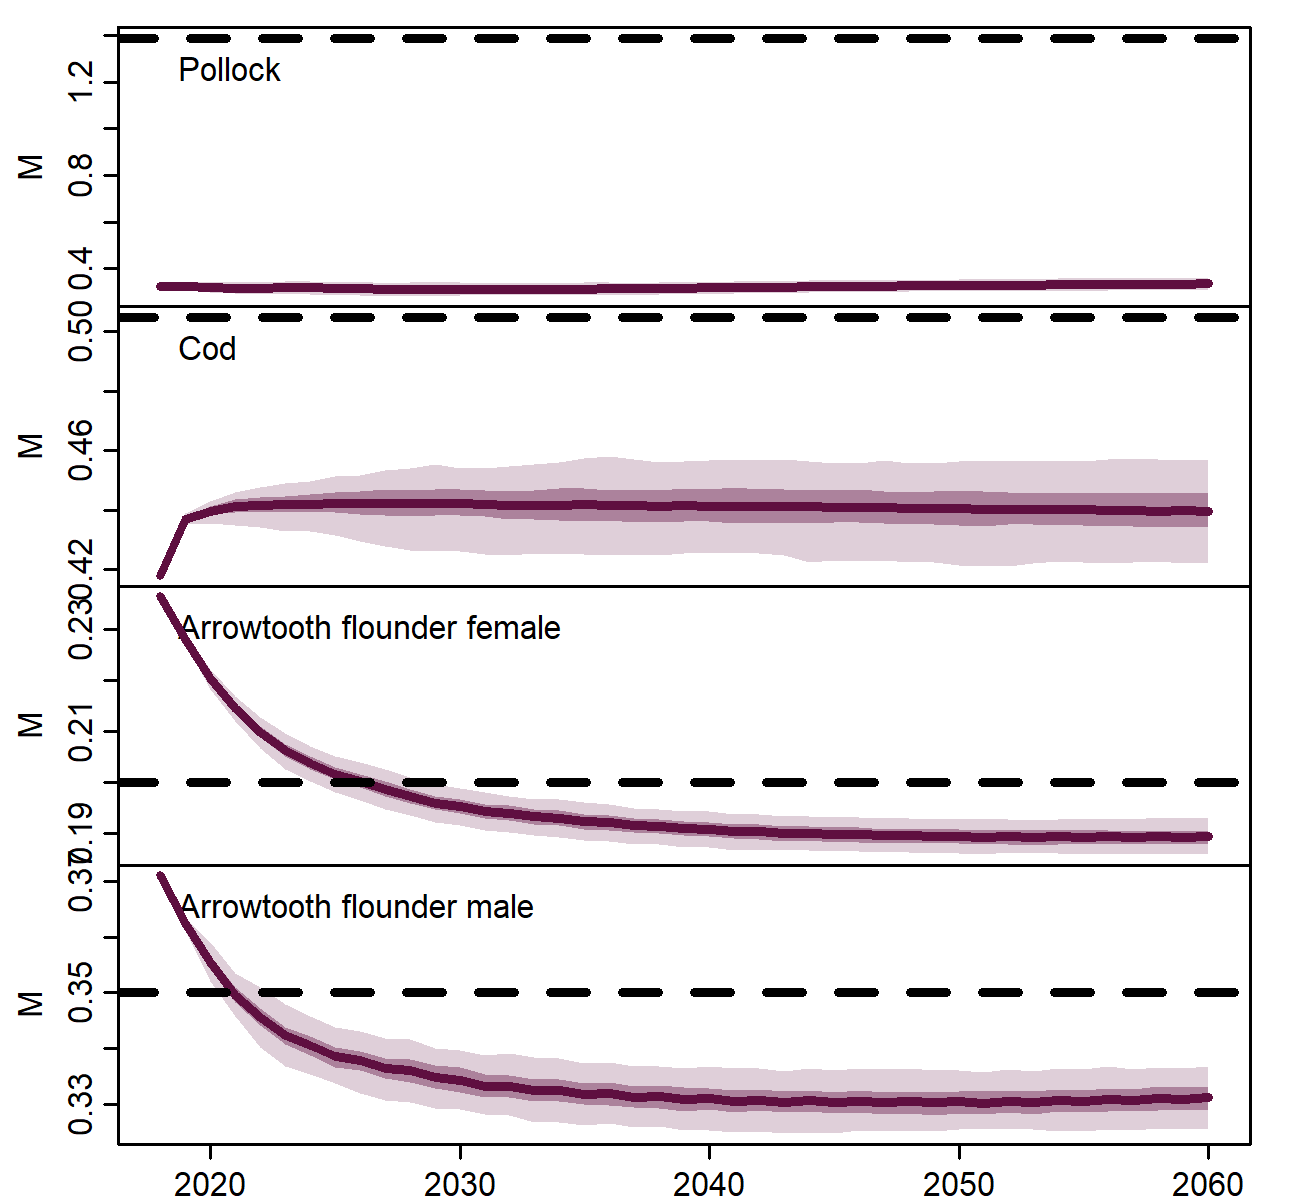 Pollock
M
1.2
0.8
0.4
Cod
M
0.50
0.46
0.42
Arrowtooth flounder female
M
0.23
0.21
0.19
Arrowtooth flounder male
M
0.37
0.35
0.33
2020 2030 2040 2050 2060